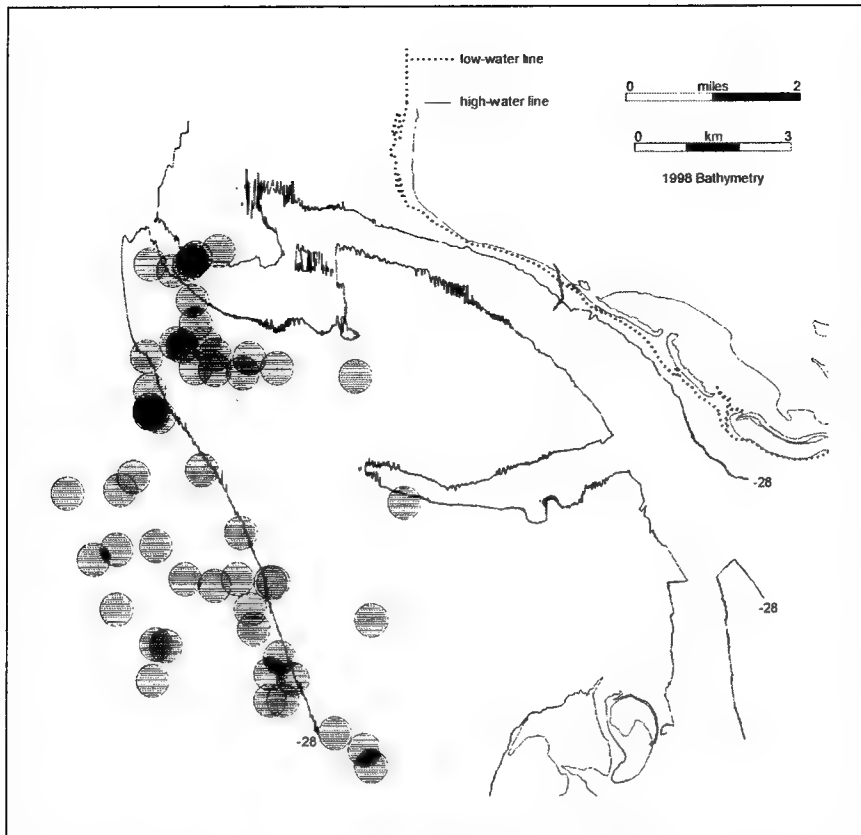 low-water line
high-water line
0 miles 2
0 km 3
1998 Bathymetry
-28
-28
-28